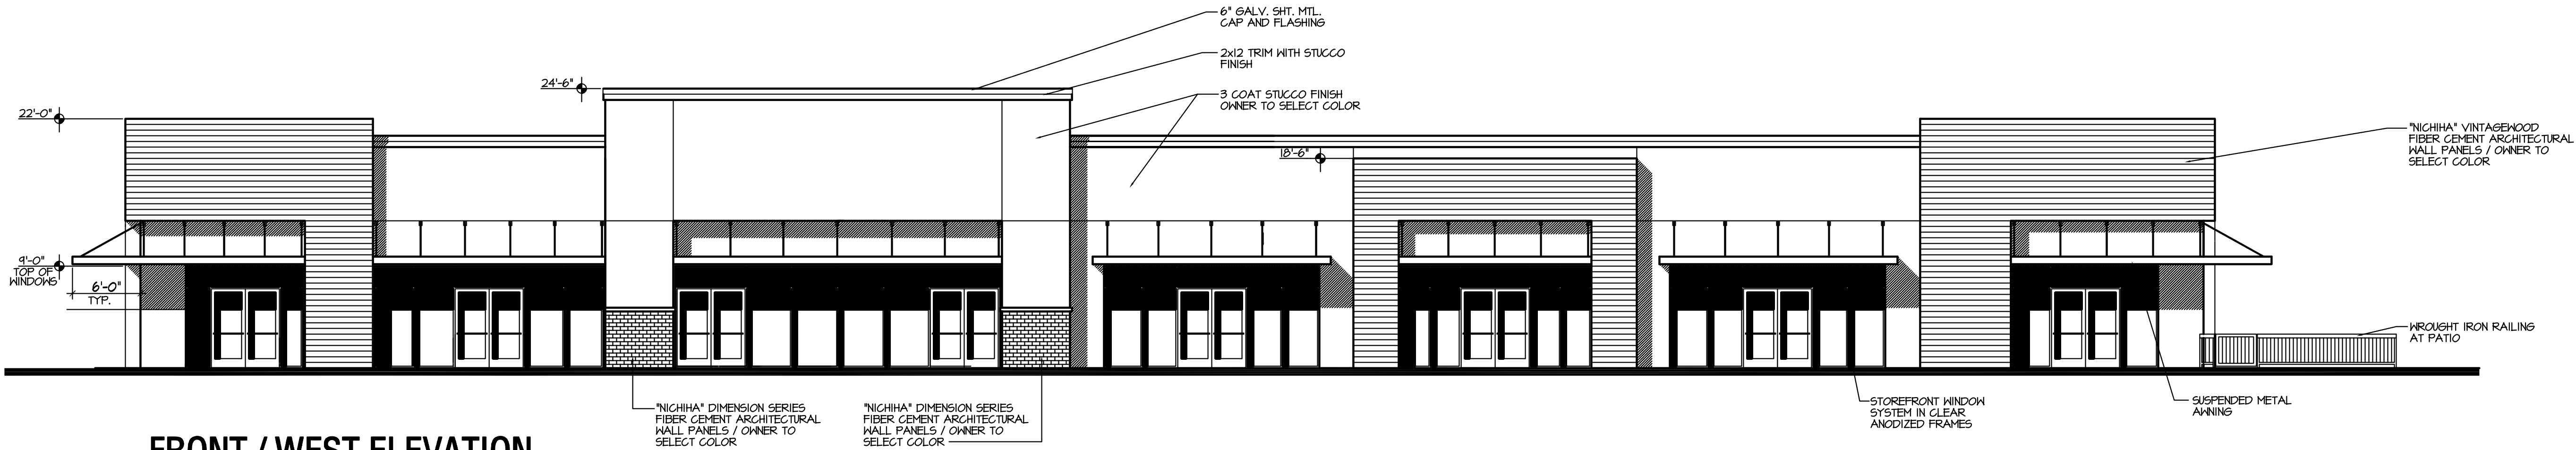 6" GALV. SHT. MTL.
CAP AND FLASHING
2x12 TRIM WITH STUCCO
FINISH
24'-6"
3 COAT STUCCO FINISH
OWNER TO SELECT COLOR
22'-0"
18'-6"
"NICHIHA" VINTAGEWOOD
FIBER CEMENT ARCHITECTURAL
WALL PANELS / OWNER TO
SELECT COLOR
9'-0"
TOP OF
WINDOWS
6'-0"
TYP.
WROUGHT IRON RAILING
AT PATIO
"NICHIHA" DIMENSION SERIES
FIBER CEMENT ARCHITECTURAL
WALL PANELS / OWNER TO
SELECT COLOR
"NICHIHA" DIMENSION SERIES
FIBER CEMENT ARCHITECTURAL
WALL PANELS / OWNER TO
SELECT COLOR
STOREFRONT WINDOW
SYSTEM IN CLEAR
ANODIZED FRAMES
SUSPENDED METAL
AWNING
FRONT / WEST ELEVATION